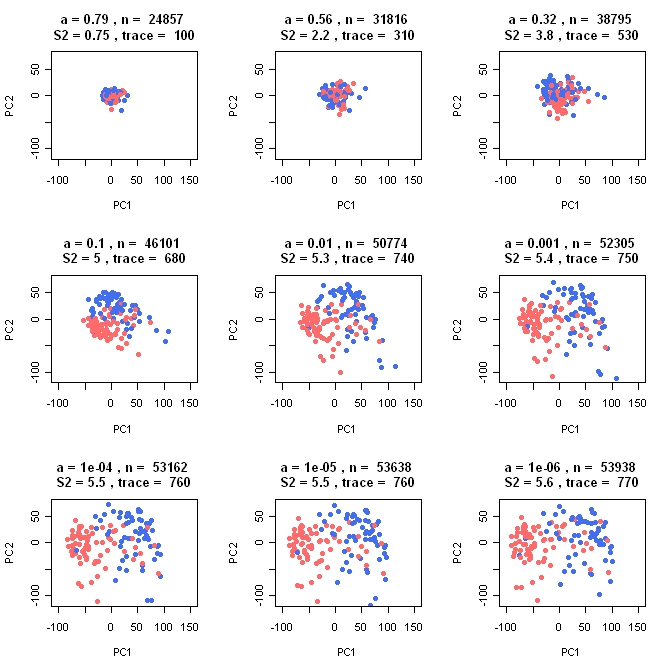 a = 0.79 , n = 24857
S2 = 0.75 , trace = 100
PC2
50
0
-100
-100 0 50 100 150
PC1
a = 0.56 , n = 31816
S2 = 2.2 , trace = 310
PC2
50
0
-100
-100 0 50 100 150
PC1
a = 0.32 , n = 38795
S2 = 3.8 , trace = 530
PC2
50
0
-100
-100 0 50 100 150
PC1
a = 0.1 , n = 46101
S2 = 5 , trace = 680
PC2
50
0
-100
-100 0 50 100 150
PC1
a = 0.01 , n = 50774
S2 = 5.3 , trace = 740
PC2
50
0
-100
-100 0 50 100 150
PC1
a = 0.001 , n = 52305
S2 = 5.4 , trace = 750
PC2
50
0
-100
-100 0 50 100 150
PC1
a = 1e-04 , n = 53162
S2 = 5.5 , trace = 760
PC2
50
0
-100
-100 0 50 100 150
PC1
a = 1e-05 , n = 53638
S2 = 5.5 , trace = 760
PC2
50
0
-100
-100 0 50 100 150
PC1
a = 1e-06 , n = 53938
S2 = 5.6 , trace = 770
PC2
50
0
-100
-100 0 50 100 150
PC1